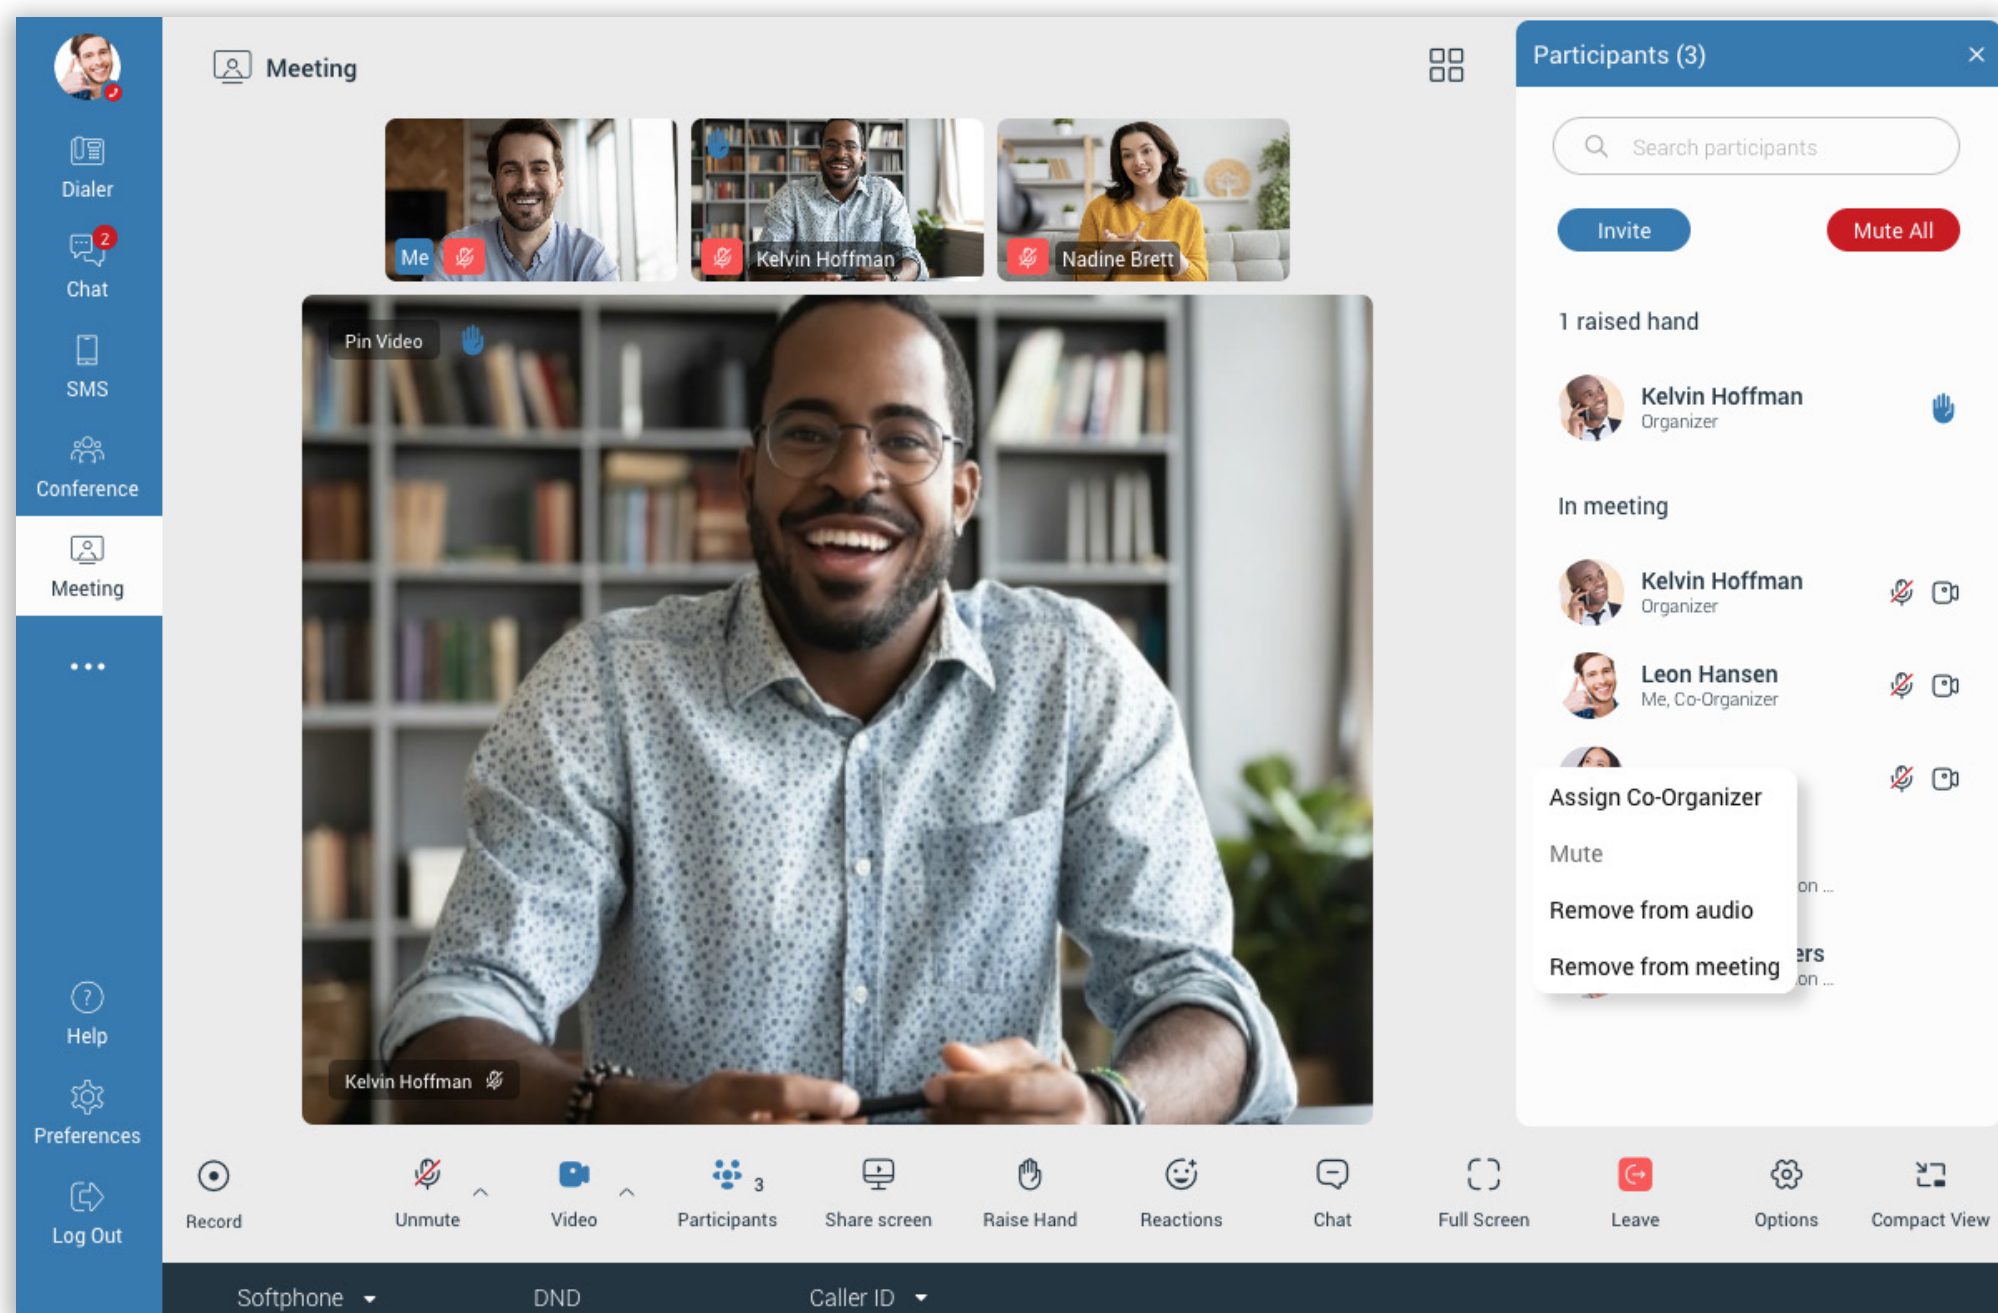 Dialer
2
Chat
SMS
Conference
Meeting
Help
Preferences
Log Out
Meeting
Me
Kelvin Hoffman
Nadine Brett
Pin Video
Kelvin Hoffman
Participants (3)
Search participants
Invite
Mute All
1 raised hand
Kelvin Hoffman
Organizer
In meeting
Kelvin Hoffman
Organizer
Leon Hansen
Me, Co-Organizer
Assign Co-Organizer
Mute
on ...
Remove from audio
ers
Remove from meeting
on ...
Record
Unmute
Video
Participants
3
Share screen
Raise Hand
Reactions
Chat
Full Screen
Leave
Options
Compact View
Softphone
DND
Caller ID